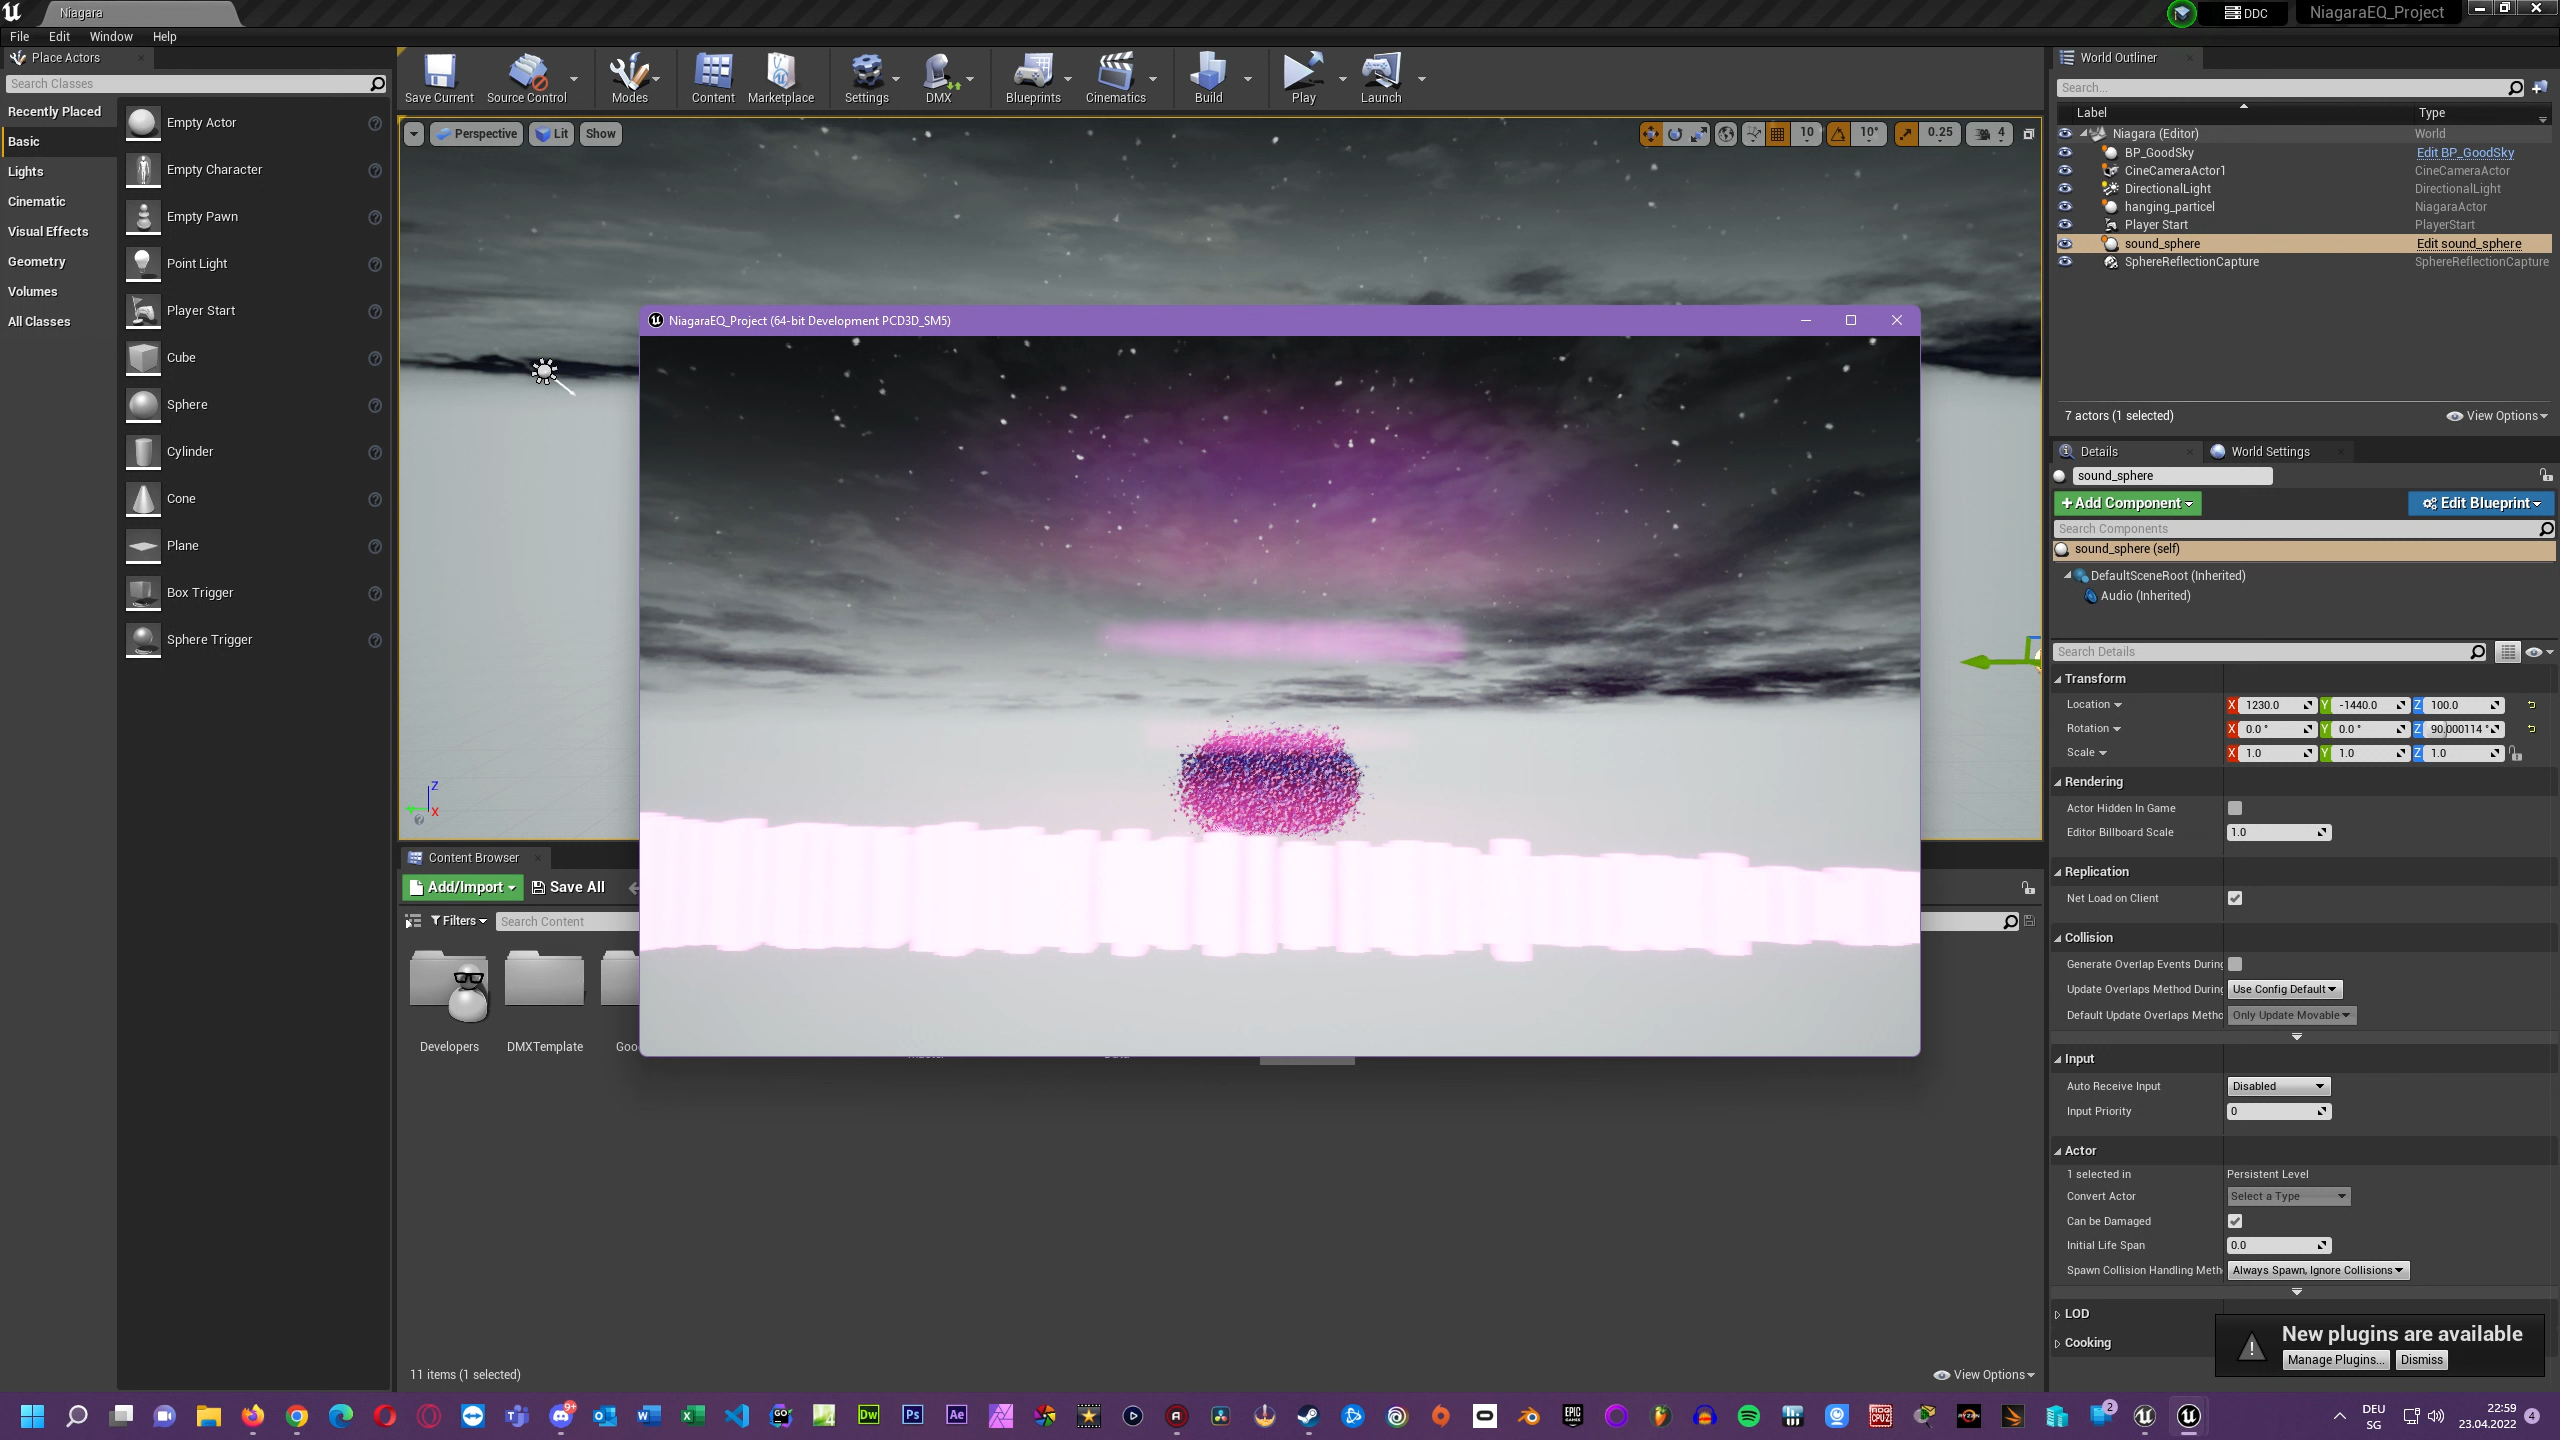 Niagara
DDC
NiagaraEQ_Project
File Edit Window Help
Place Actors
Search Classes
Recently Placed
Basic
Lights
Cinematic
Visual Effects
Geometry
Volumes
All Classes
Empty Actor
Empty Character
Empty Pawn
Point Light
Player Start
Cube
Sphere
Cylinder
Cone
Plane
Box Trigger
Sphere Trigger
Save Current
Source Control
Modes
Content
Marketplace
Settings
DMX
Blueprints
Cinematics
Build
Play
Launch
Perspective
Lit
Show
10
10°
0.25
4
NiagaraEQ_Project (64-bit Development PCD3D_SM5)
Z
X
Content Browser
Add/Import
Save All
Filters
Search Content
Developers
DMXTemplate
11 items (1 selected)
View Options
World Outliner
Search...
Label Type
Niagara (Editor) World
BP_GoodSky Edit BP_GoodSky
CineCameraActor1 CineCameraActor
DirectionalLight DirectionalLight
hanging_particel NiagaraActor
Player Start PlayerStart
sound_sphere Edit sound_sphere
SphereReflectionCapture SphereReflectionCapture
7 actors (1 selected)
View Options
Details
World Settings
sound_sphere
+Add Component
Edit Blueprint
Search Components
sound_sphere (self)
DefaultSceneRoot (Inherited)
Audio (Inherited)
Search Details
Transform
Location X 1230.0 Y -1440.0 Z 100.0
Rotation X 0.0 ° Y 0.0 ° Z 90,000114 °
Scale X 1.0 Y 1.0 Z 1.0
Rendering
Actor Hidden In Game
Editor Billboard Scale 1.0
Replication
Net Load on Client
Collision
Generate Overlap Events During
Update Overlaps Method During Use Config Default
Default Update Overlaps Metho Only Update Movable
Input
Auto Receive Input Disabled
Input Priority 0
Actor
1 selected in Persistent Level
Convert Actor Select a Type
Can be Damaged
Initial Life Span 0.0
Spawn Collision Handling Meth Always Spawn, Ignore Collisions
LOD
Cooking
New plugins are available
Manage Plugins...
Dismiss
9+
Dw
Ps
Ae
EPIC GAMES
2
DEU
SG
22:59
23.04.2022
4